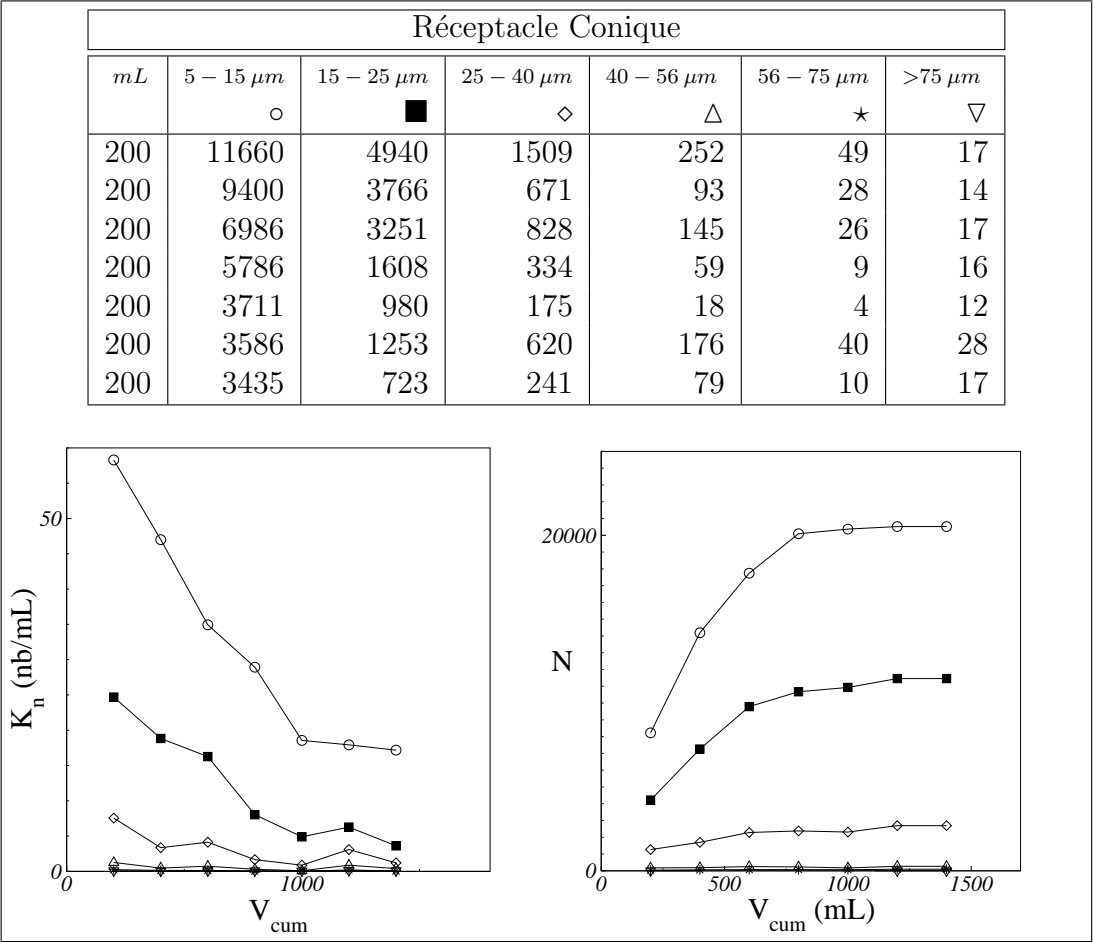 Réceptacle Conique
mL 5 – 15 μm 15 – 25 μm 25 – 40 μm 40 – 56 μm 56 – 75 μm >75 μm
○ ■ ◇ △ ★ ▽
200 11660 4940 1509 252 49 17
200 9400 3766 671 93 28 14
200 6986 3251 828 145 26 17
200 5786 1608 334 59 9 16
200 3711 980 175 18 4 12
200 3586 1253 620 176 40 28
200 3435 723 241 79 10 17
50
0
K_n (nb/mL)
0 1000
V_cum
20000
0
N
0 500 1000 1500
V_cum (mL)